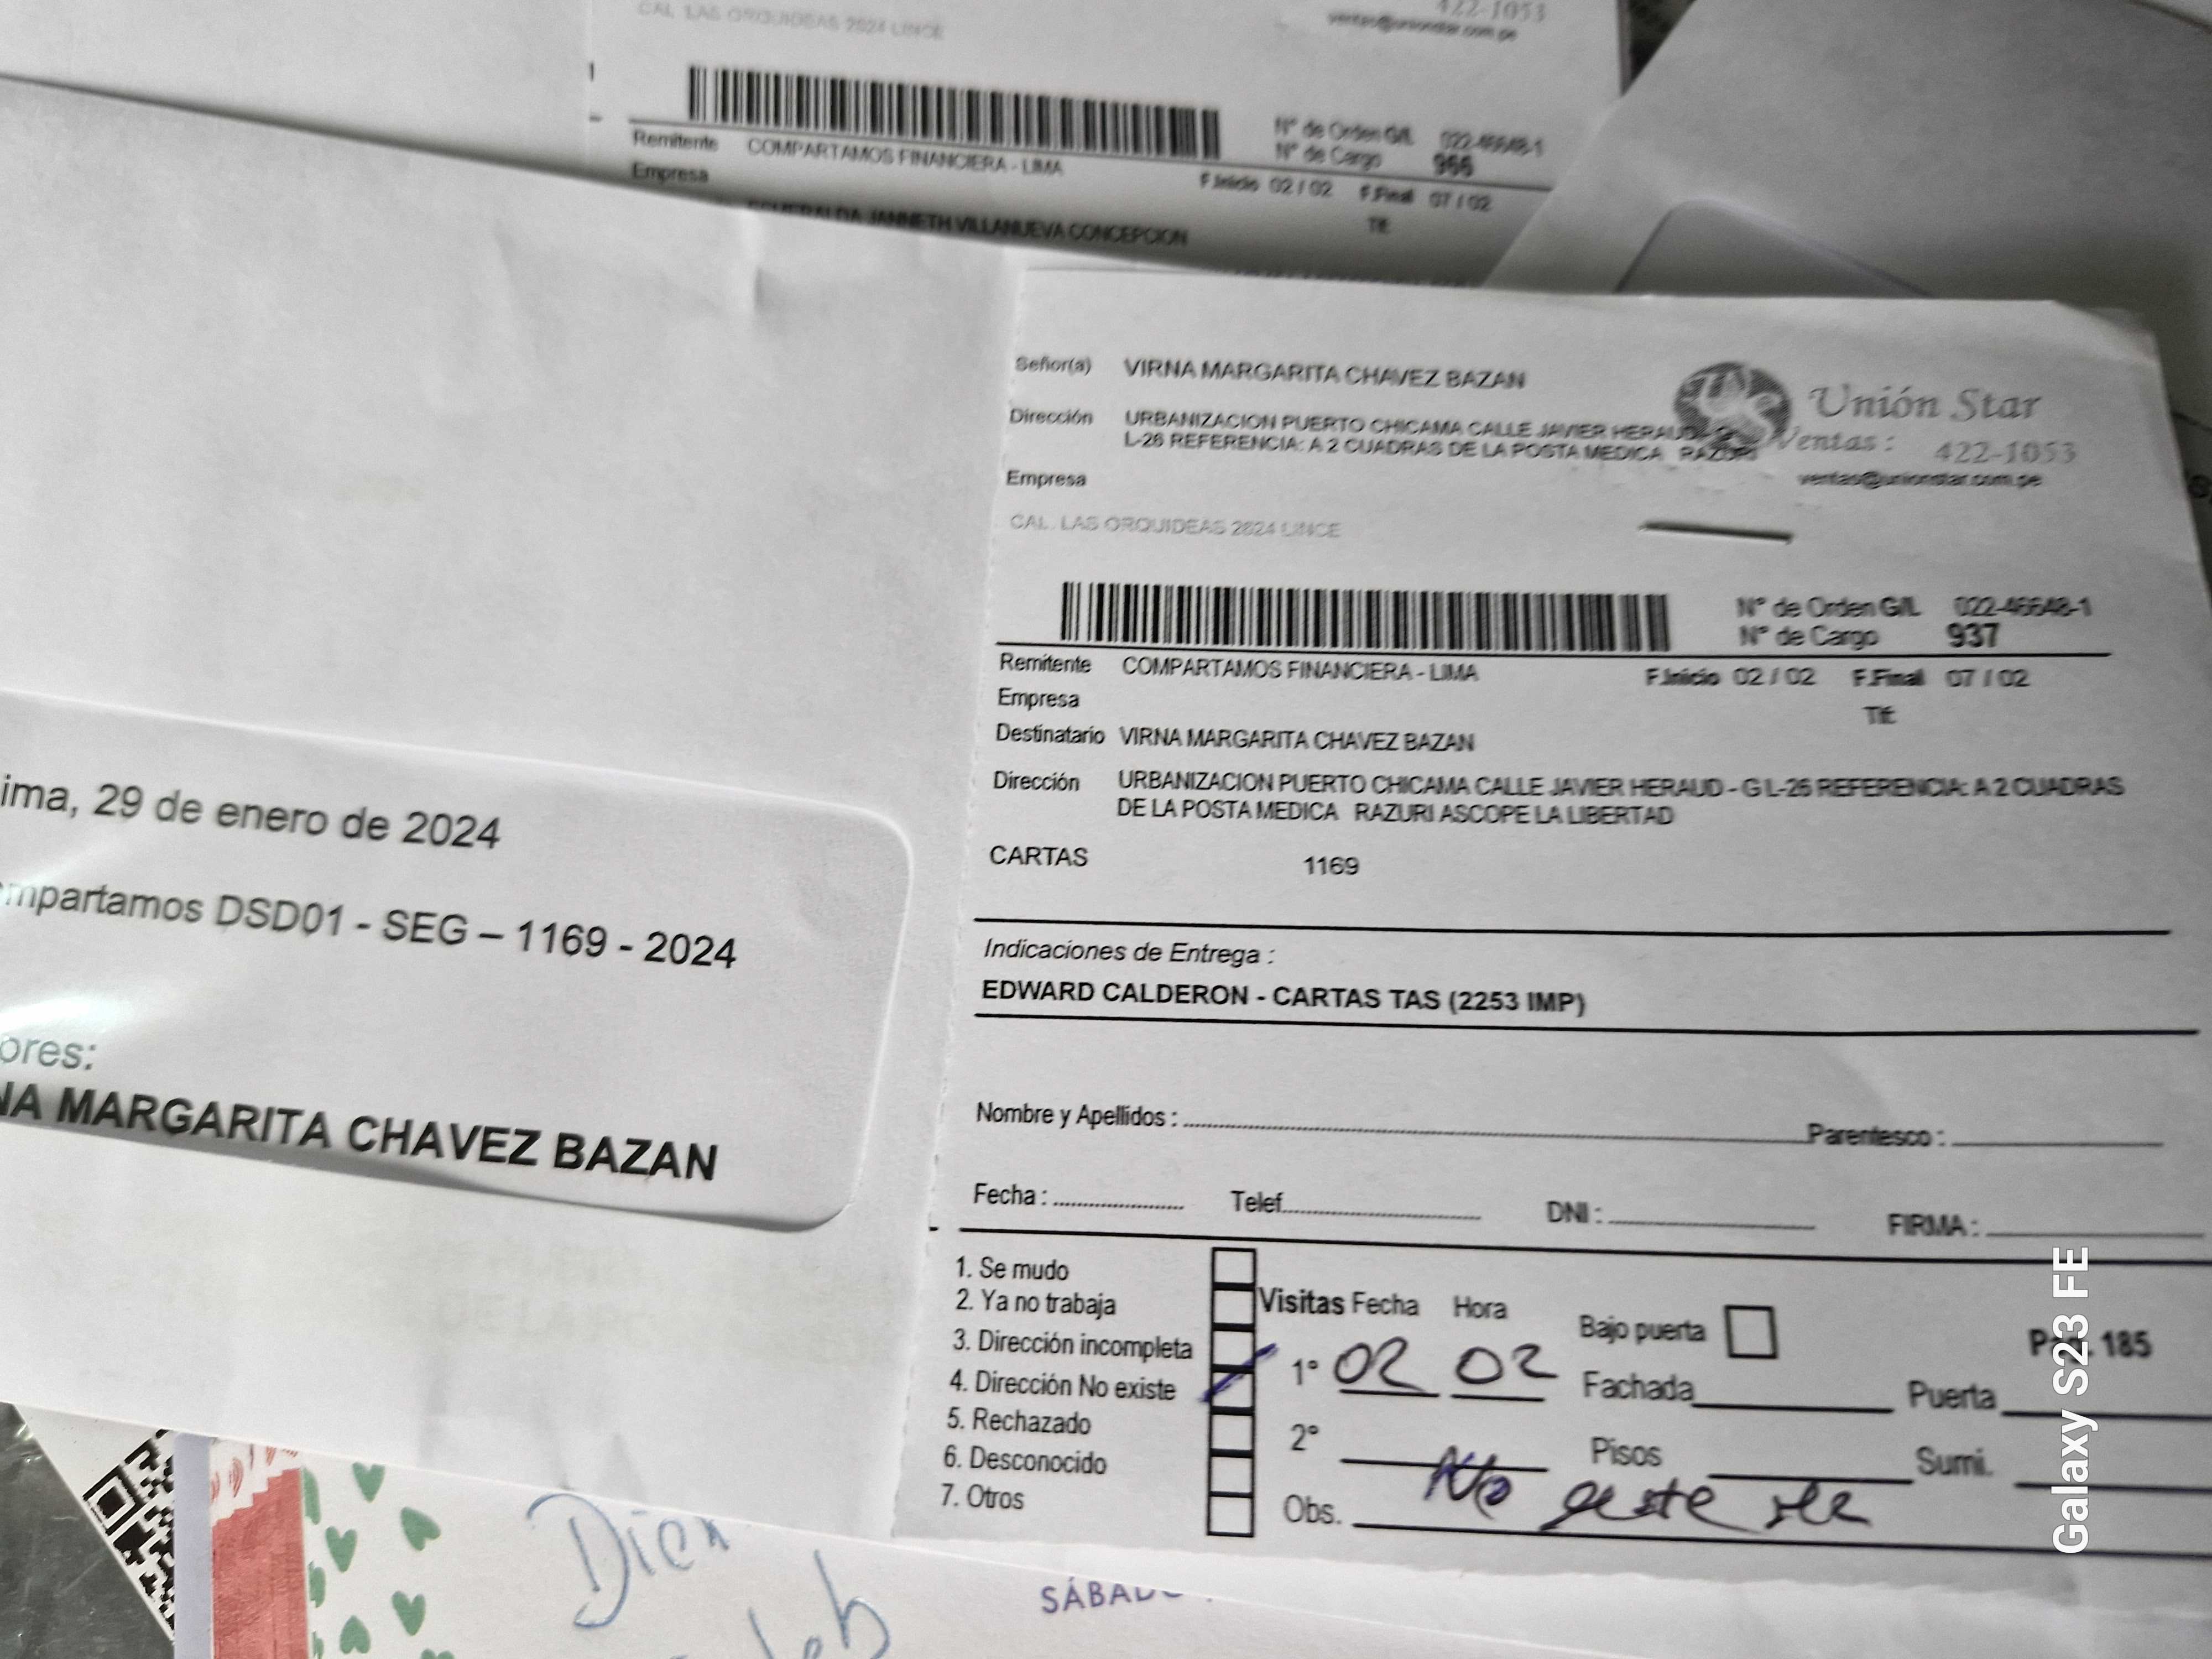 CAL. LAS ORQUIDEAS 2624 LINCE
422-1053
ventas@unionstar.com.pe
N° de Orden G/L 022-46648-1
N° de Cargo 966
Remitente COMPARTAMOS FINANCIERA - LIMA
F.Inicio 02 / 02 F.Final 07 / 02
Empresa
Tlf:
ESMERALDA JANNETH VILLANUEVA CONCEPCION
Señor(a) VIRNA MARGARITA CHAVEZ BAZAN
Unión Star
Dirección URBANIZACION PUERTO CHICAMA CALLE JAVIER HERAUD
L-26 REFERENCIA: A 2 CUADRAS DE LA POSTA MEDICA RAZURI
Ventas : 422-1053
Empresa
ventas@unionstar.com.pe
CAL. LAS ORQUIDEAS 2624 LINCE
N° de Orden G/L 022-46648-1
N° de Cargo 937
Remitente COMPARTAMOS FINANCIERA - LIMA
F.Inicio 02 / 02 F.Final 07 / 02
Empresa
Tlf:
Destinatario VIRNA MARGARITA CHAVEZ BAZAN
Dirección URBANIZACION PUERTO CHICAMA CALLE JAVIER HERAUD - G L-26 REFERENCIA: A 2 CUADRAS
DE LA POSTA MEDICA RAZURI ASCOPE LA LIBERTAD
CARTAS 1169
Indicaciones de Entrega :
EDWARD CALDERON - CARTAS TAS (2253 IMP)
Nombre y Apellidos : Parentesco :
Fecha : Telef. DNI : FIRMA :
1. Se mudo
2. Ya no trabaja
3. Dirección incompleta
4. Dirección No existe
5. Rechazado
6. Desconocido
7. Otros
Visitas Fecha Hora
Bajo puerta
185
1° 02 02
Fachada Puerta
2°
Pisos Sumi.
Obs. No
ima, 29 de enero de 2024
mpartamos DSD01 - SEG – 1169 - 2024
ores:
NA MARGARITA CHAVEZ BAZAN
SÁBADO
Galaxy S23 FE